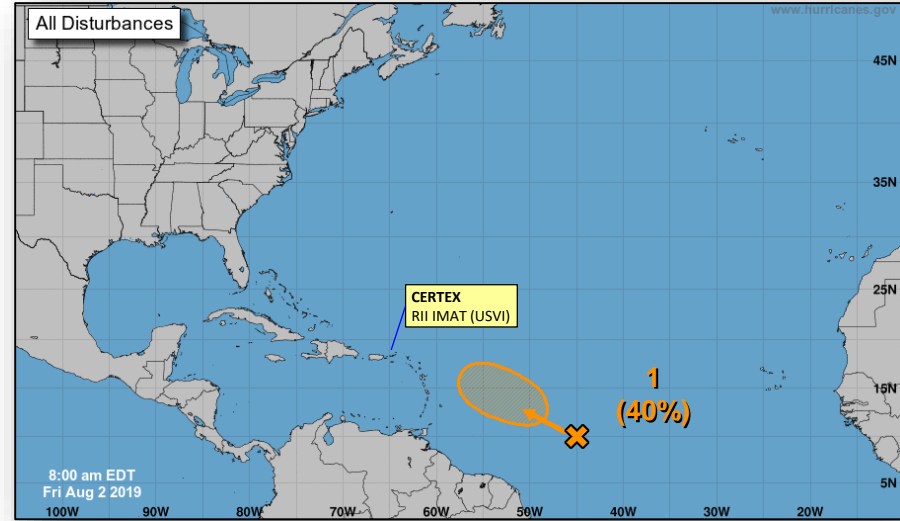 All Disturbances
www.hurricanes.gov
45N
35N
CERTEX
RII IMAT (USVI)
25N
1
(40%)
15N
8:00 am EDT
Fri Aug 2 2019
5N
100W 90W 80W 70W 60W 50W 40W 30W 20W 10W